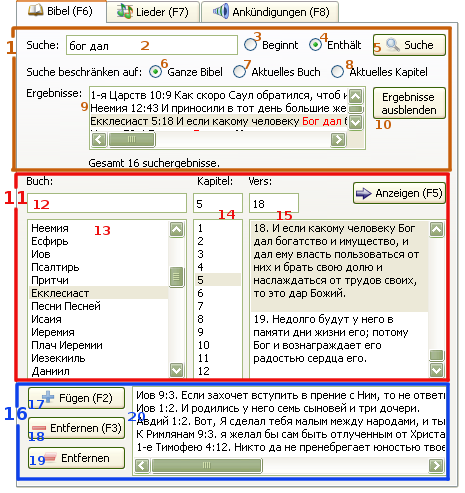 Bibel (F6) Lieder (F7) Ankündigungen (F8)
1 Suche: бог дал 2 3 Beginnt 4 Enthält 5 Suche
Suche beschränken auf: 6 Ganze Bibel 7 Aktuelles Buch 8 Aktuelles Kapitel
Ergebnisse: 9 1-я Царств 10:9 Как скоро Саул обратился, чтоб
Неемия 12:43 И приносили в тот день большие
Екклесиаст 5:18 И если какому человеку Бог дал
Ergebnisse ausblenden
10
Gesamt 16 suchergebnisse.
11 Buch: Kapitel: Vers:
12 5 18 Anzeigen (F5)
13 14 15
Неемия
Есфирь
Иов
Псалтирь
Притчи
Екклесиаст
Песни Песней
Исаия
Иеремия
Плач Иеремии
Иезекииль
Даниил
1
2
3
4
5
6
7
8
9
10
11
12
18. И если какому человеку Бог
дал богатство и имущество, и
дал ему власть пользоваться от
них и брать свою долю и
наслаждаться от трудов своих,
то это дар Божий.
19. Недолго будут у него в
памяти дни жизни его; потому
Бог и вознаграждает его
радостью сердца его.
16 17 Fügen (F2)
18 Entfernen (F3)
19 Entfernen
20
Иов 9:3. Если захочет вступить в прение с Ним, то не
Иов 1:2. И родились у него семь сыновей и три дочери.
Авдий 1:2. Вот, Я сделал тебя малым между народами, и
К Римлянам 9:3. я желал бы сам быть отлученным от
1-е Тимофею 4:12. Никто да не пренебрегает юностью